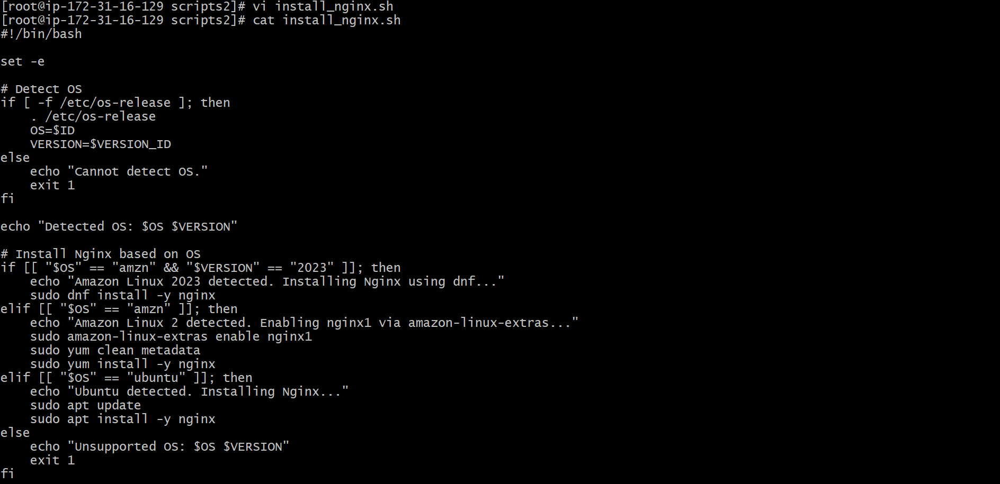 [root@ip-172-31-16-129 scripts2]# vi install_nginx.sh
[root@ip-172-31-16-129 scripts2]# cat install_nginx.sh
#!/bin/bash

set -e

# Detect OS
if [ -f /etc/os-release ]; then
    . /etc/os-release
    OS=$ID
    VERSION=$VERSION_ID
else
    echo "Cannot detect OS."
    exit 1
fi

echo "Detected OS: $OS $VERSION"

# Install Nginx based on OS
if [[ "$OS" == "amzn" && "$VERSION" == "2023" ]]; then
    echo "Amazon Linux 2023 detected. Installing Nginx using dnf..."
    sudo dnf install -y nginx
elif [[ "$OS" == "amzn" ]]; then
    echo "Amazon Linux 2 detected. Enabling nginx1 via amazon-linux-extras..."
    sudo amazon-linux-extras enable nginx1
    sudo yum clean metadata
    sudo yum install -y nginx
elif [[ "$OS" == "ubuntu" ]]; then
    echo "Ubuntu detected. Installing Nginx..."
    sudo apt update
    sudo apt install -y nginx
else
    echo "Unsupported OS: $OS $VERSION"
    exit 1
fi